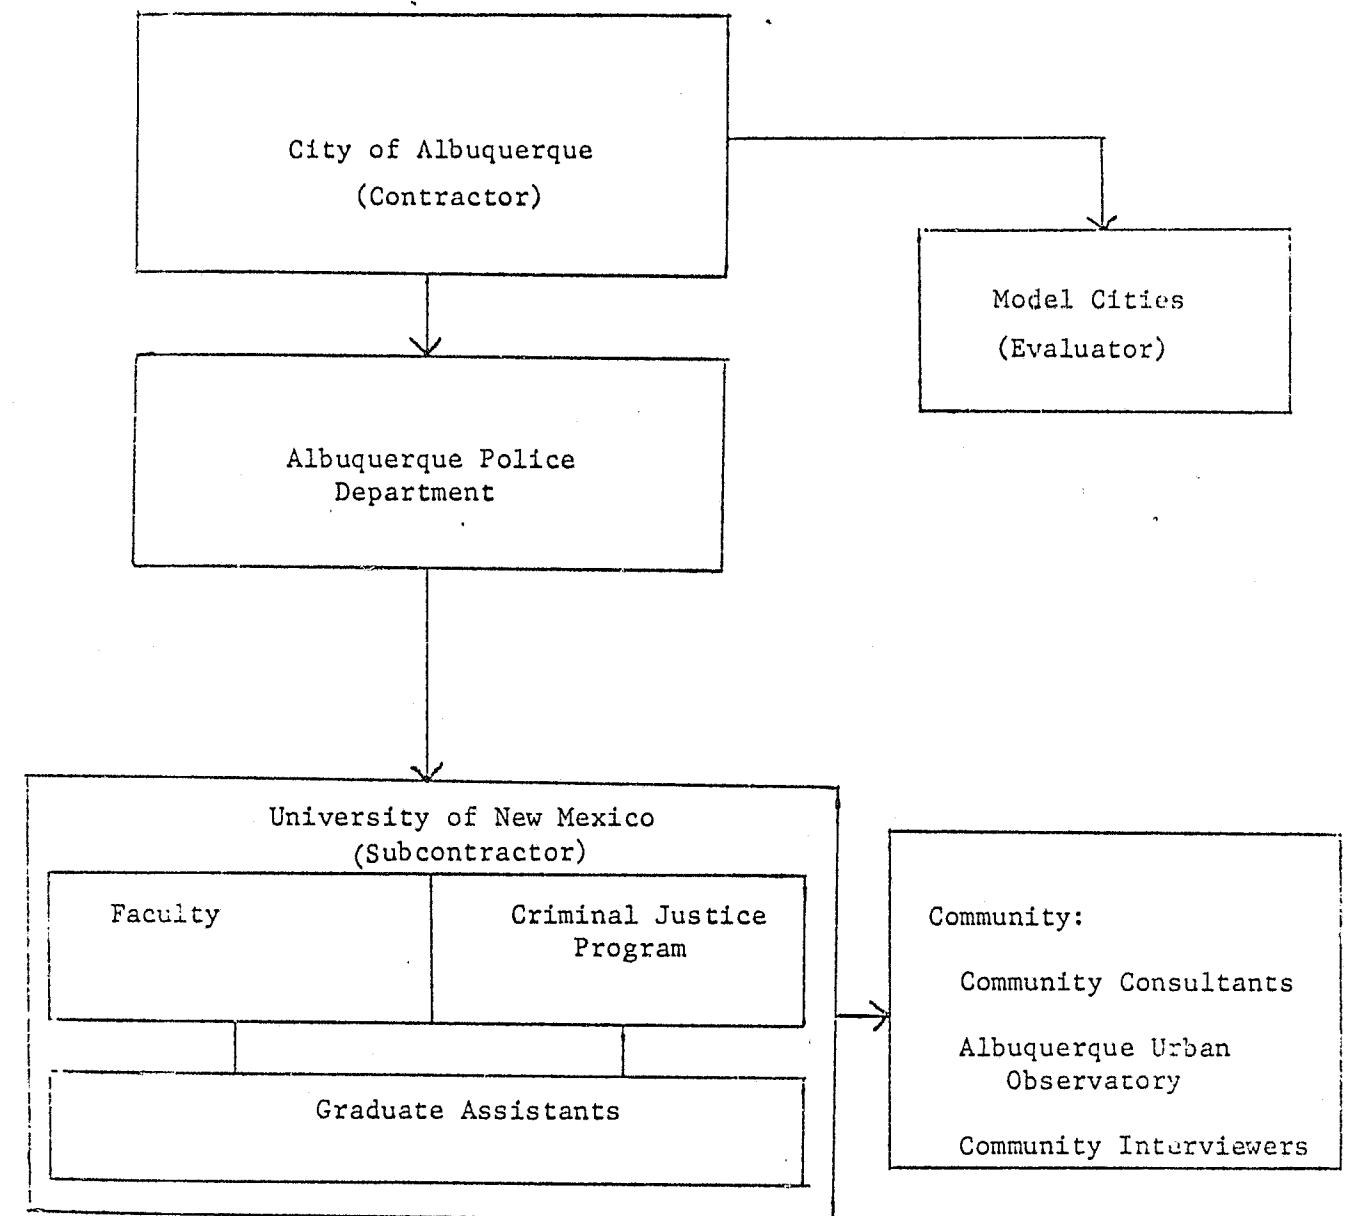 City of Albuquerque
(Contractor)
Model Cities
(Evaluator)
Albuquerque Police
Department
University of New Mexico
(Subcontractor)
Faculty
Criminal Justice
Program
Graduate Assistants
Community:
Community Consultants
Albuquerque Urban
Observatory
Community Interviewers